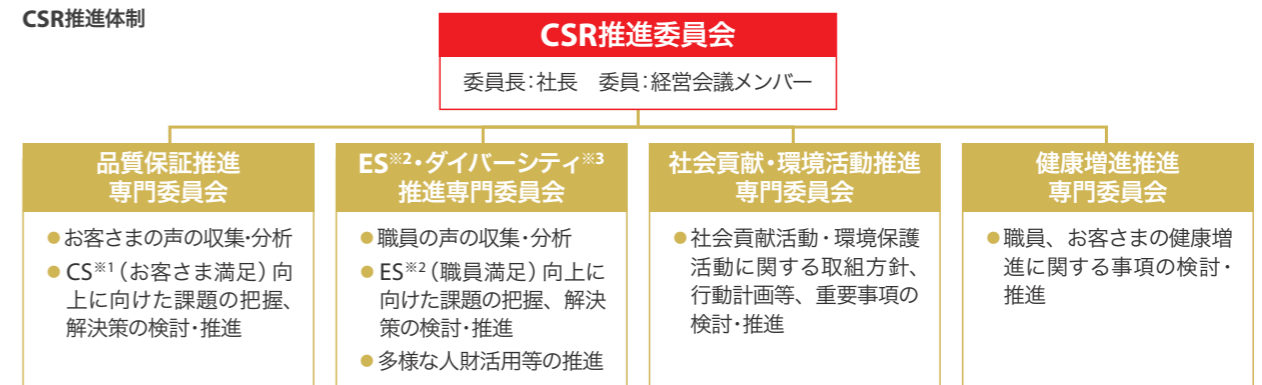 CSR推進体制
CSR推進委員会
委員長：社長　委員：経営会議メンバー
品質保証推進
専門委員会
●お客さまの声の収集・分析
●CS※1（お客さま満足）向
上に向けた課題の把握、
解決策の検討・推進
ES※2・ダイバーシティ※3
推進専門委員会
●職員の声の収集・分析
●ES※2（職員満足）向上に
向けた課題の把握、解決
策の検討・推進
●多様な人財活用等の推進
社会貢献・環境活動推進
専門委員会
●社会貢献活動・環境保護
活動に関する取組方針、
行動計画等、重要事項の
検討・推進
健康増進推進
専門委員会
●職員、お客さまの健康増
進に関する事項の検討・
推進